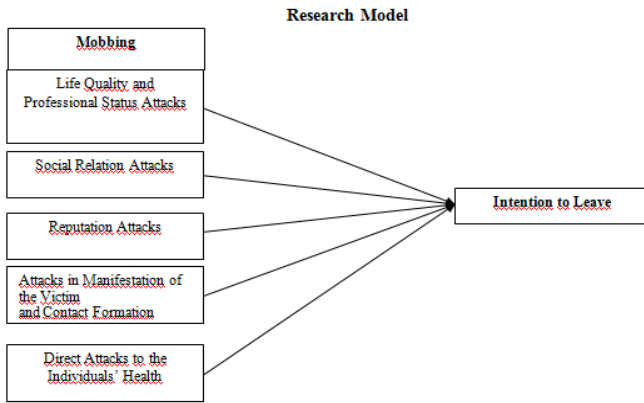 Research Model
Mobbing
Life Quality and
Professional Status Attacks
Social Relation Attacks
Reputation Attacks
Attacks in Manifestation of
the Victim
and Contact Formation
Direct Attacks to the
Individuals' Health
Intention to Leave